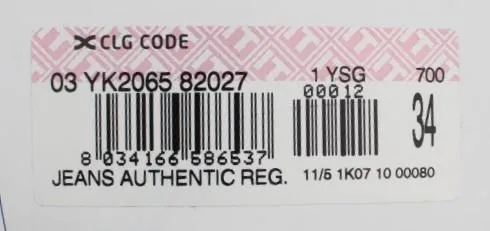 CLG CODE
03 YK2065 82027 1 YSG 700
00012
34
8 034166 586537
JEANS AUTHENTIC REG. 11/5 1K07 10 00080